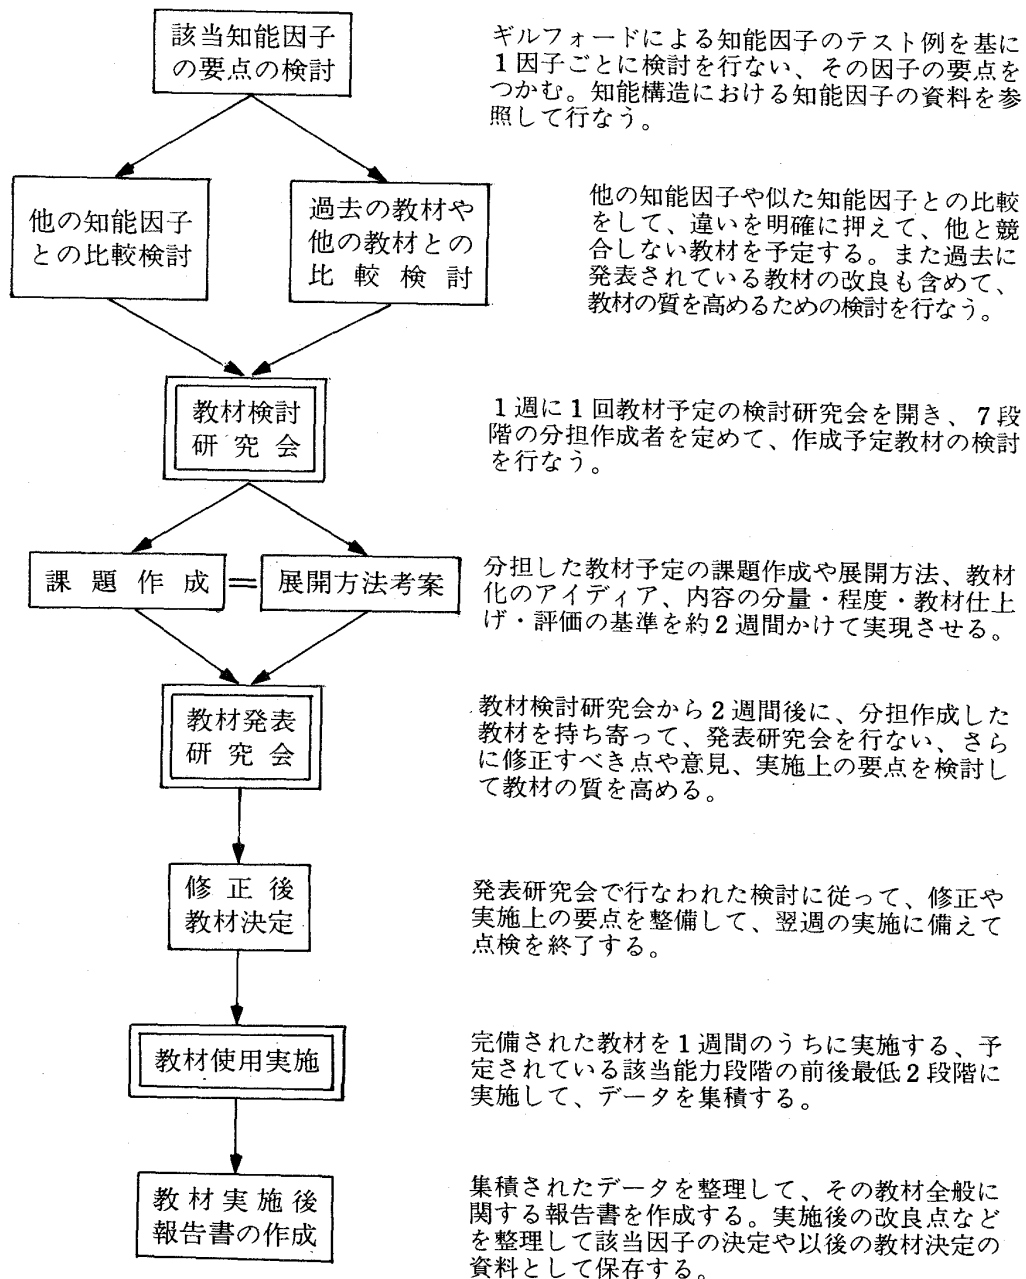 該当知能因子
の要点の検討
ギルフォードによる知能因子のテスト例を基に
1因子ごとに検討を行ない、その因子の要点を
つかむ。知能構造における知能因子の資料を参
照して行なう。
他の知能因子
との比較検討
過去の教材や
他の教材との
比較検討
他の知能因子や似た知能因子との比較
をして、違いを明確に押えて、他と競
合しない教材を予定する。また過去に
発表されている教材の改良も含めて、
教材の質を高めるための検討を行なう。
教材検討
研究会
1週に1回教材予定の検討研究会を開き、7段
階の分担作成者を定めて、作成予定教材の検討
を行なう。
課題作成=展開方法考案
分担した教材予定の課題作成や展開方法、教材
化のアイディア、内容の分量・程度・教材仕上
げ・評価の基準を約2週間かけて実現させる。
教材発表
研究会
教材検討研究会から2週間後に、分担作成した
教材を持ち寄って、発表研究会を行ない、さら
に修正すべき点や意見、実施上の要点を検討し
て教材の質を高める。
修正後
教材決定
発表研究会で行なわれた検討に従って、修正や
実施上の要点を整備して、翌週の実施に備えて
点検を終了する。
教材使用実施
完備された教材を1週間のうちに実施する、予
定されている該当能力段階の前後最低2段階に
実施して、データを集積する。
教材実施後
報告書の作成
集積されたデータを整理して、その教材全般に
関する報告書を作成する。実施後の改良点など
を整理して該当因子の決定や以後の教材決定の
資料として保存する。